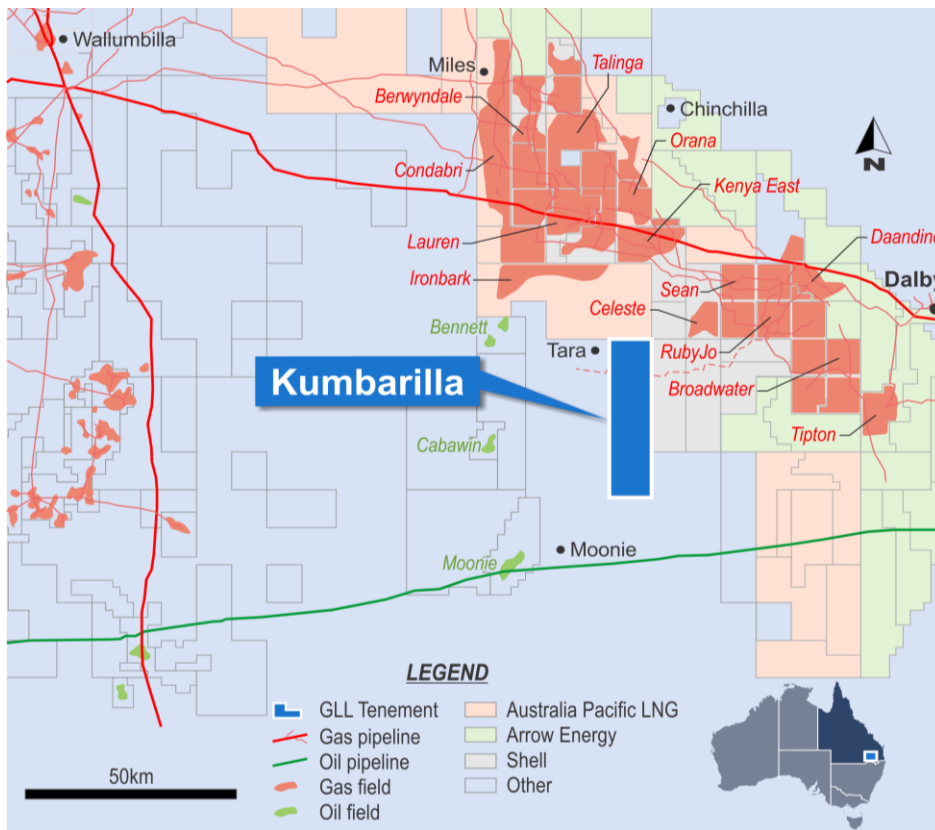 Wallumbilla
Miles
Talinga
Berwyndale
Chinchilla
Orana
N
Condabri
Kenya East
Lauren
Daandine
Ironbark
Sean
Dalby
Celeste
Bennett
Tara
RubyJo
Kumbarilla
Broadwater
Cabawin
Tipton
Moonie
Moonie
LEGEND
GLL Tenement
Gas pipeline
Oil pipeline
Gas field
Oil field
Australia Pacific LNG
Arrow Energy
Shell
Other
50km